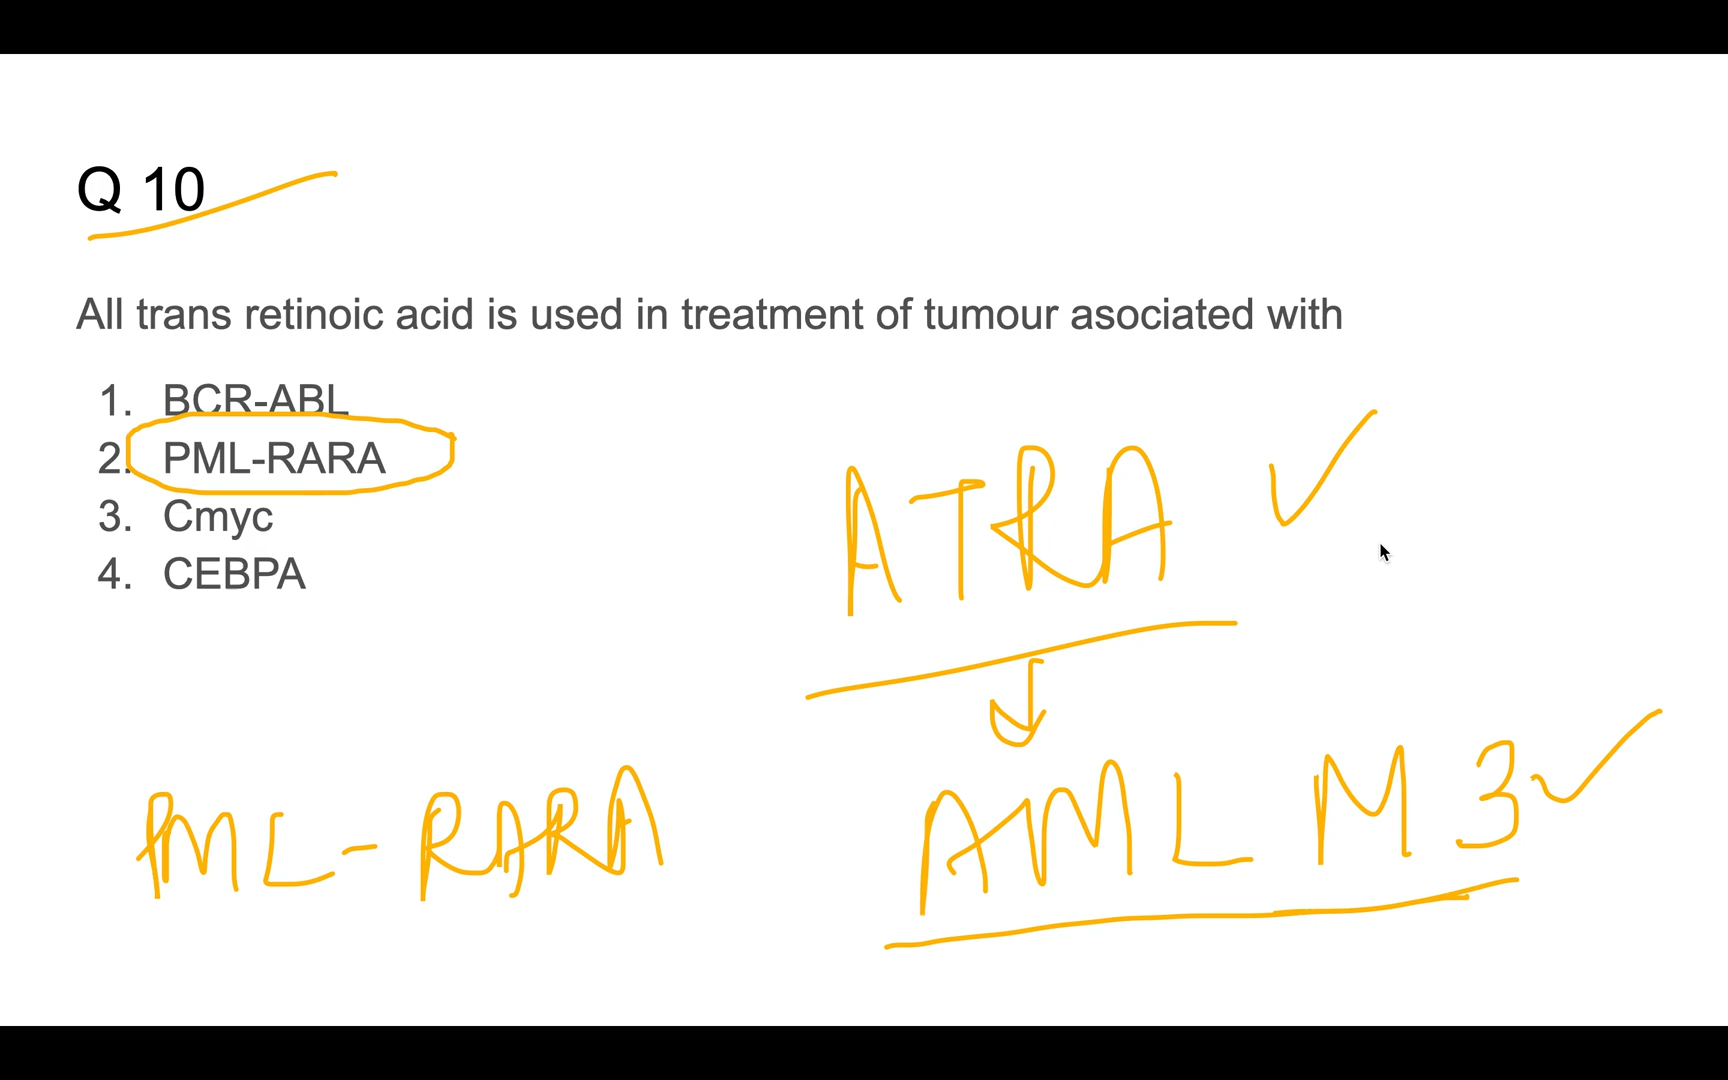 Q 10
All trans retinoic acid is used in treatment of tumour asociated with
1. BCR-ABL
2. PML-RARA
3. Cmyc
4. CEBPA
ATRA
AML M3
PML-RARA